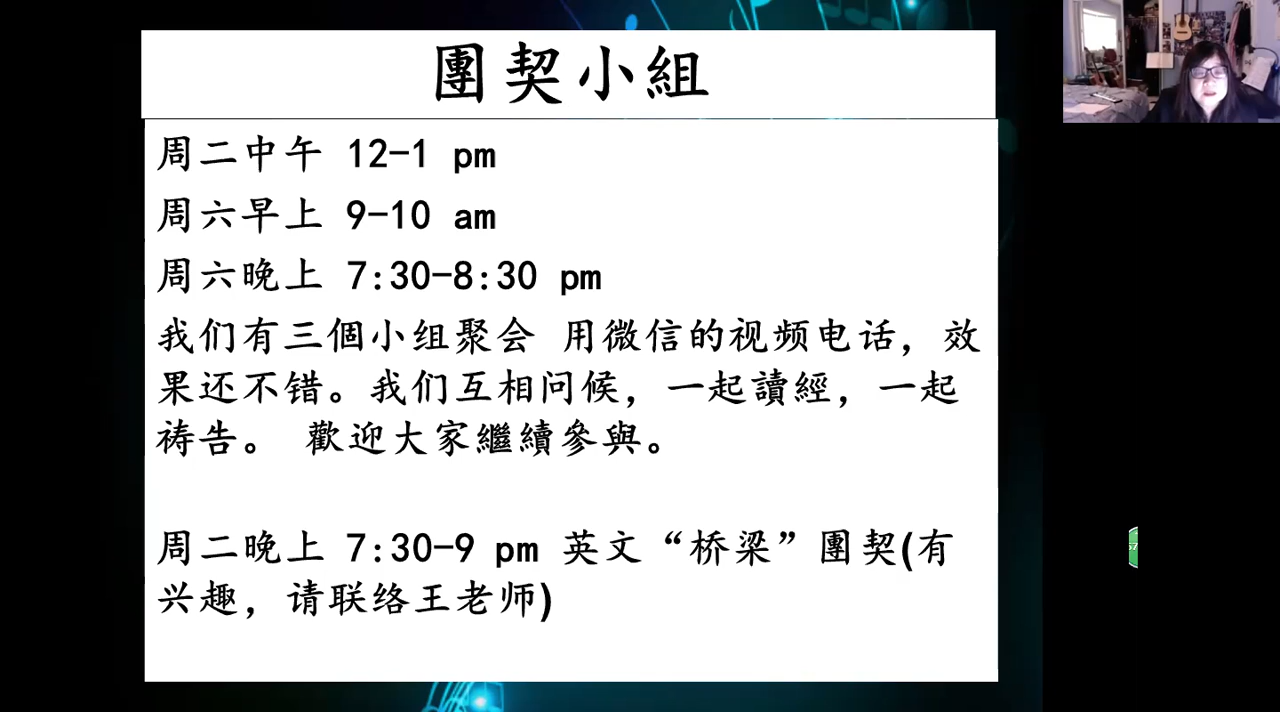 團契小組
周二中午 12-1 pm
周六早上 9-10 am
周六晚上 7:30-8:30 pm
我们有三個小组聚会 用微信的视频电话，效
果还不错。我们互相问候，一起讀經，一起
祷告。 歡迎大家繼續參與。
周二晚上 7:30-9 pm 英文“桥梁”團契(有
兴趣，请联络王老师)